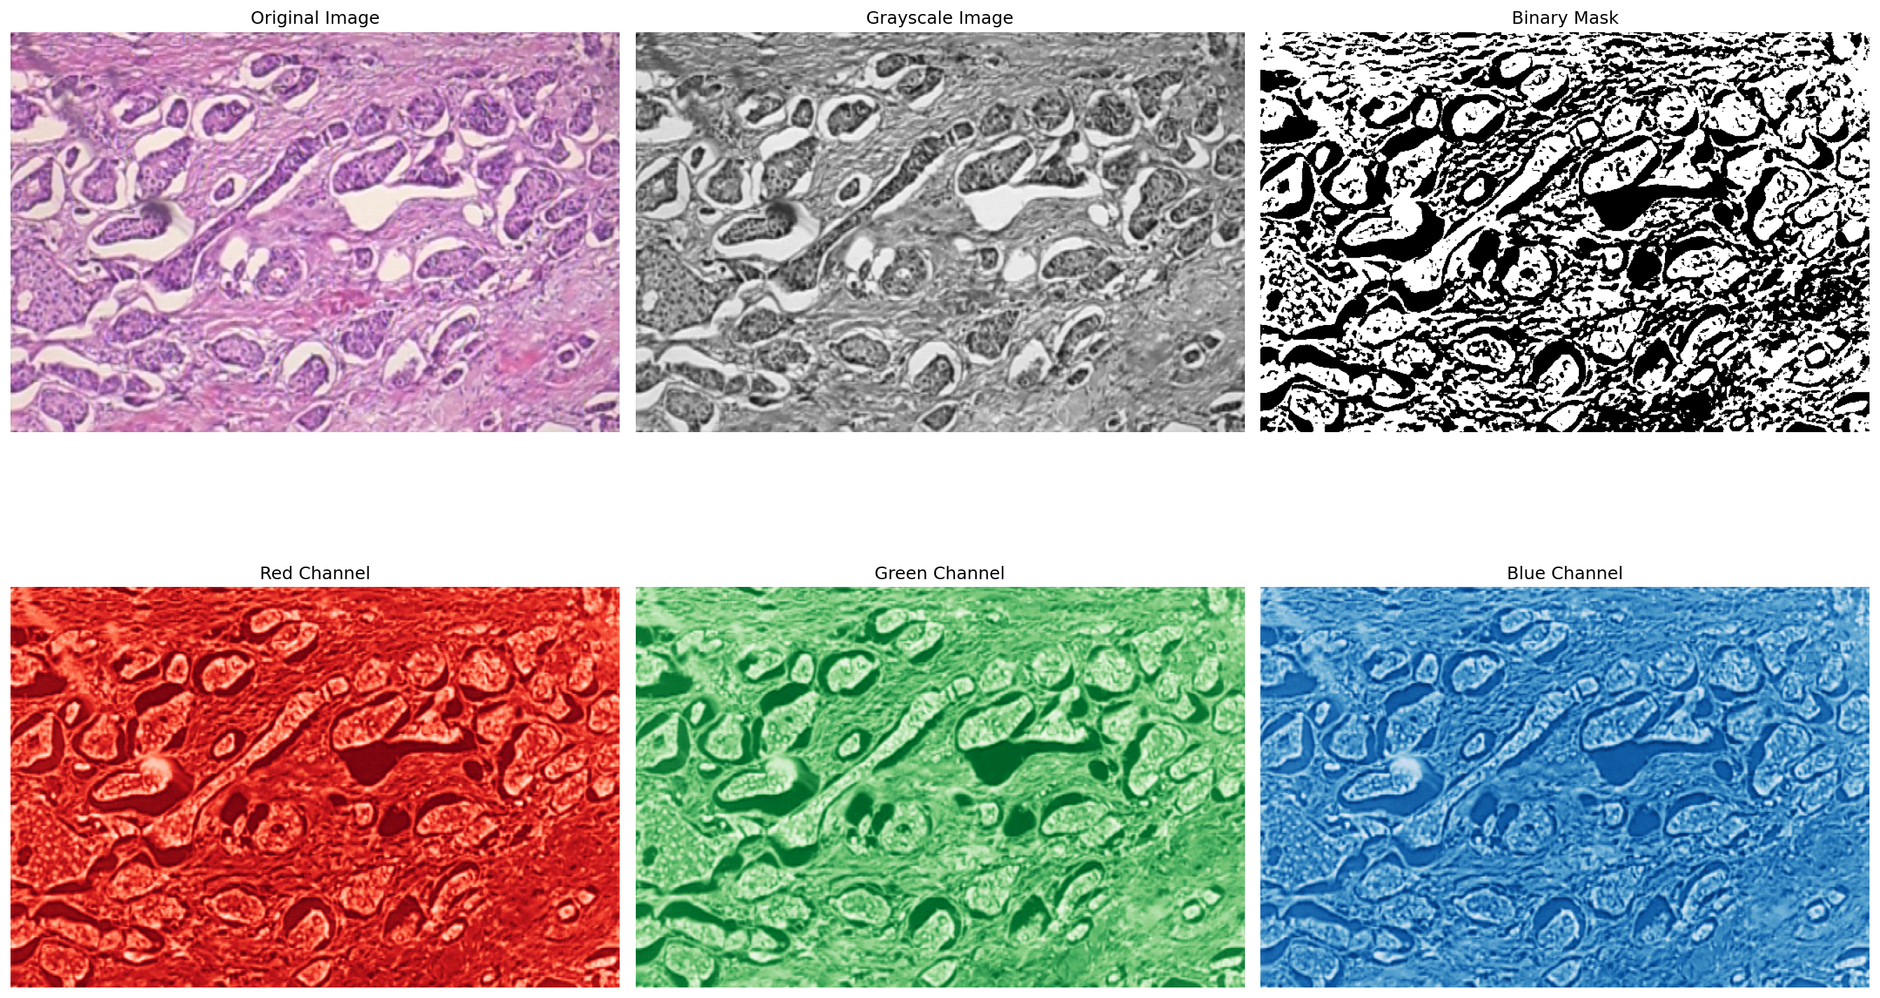 Original Image
Grayscale Image
Binary Mask
Red Channel
Green Channel
Blue Channel